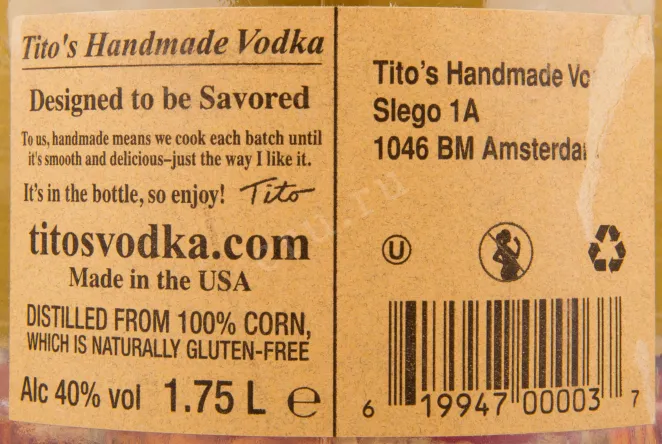 Tito's Handmade Vodka
Designed to be Savored
To us, handmade means we cook each batch until
it's smooth and delicious–just the way I like it.
It's in the bottle, so enjoy! Tito
titosvodka.com
Made in the USA
DISTILLED FROM 100% CORN,
WHICH IS NATURALLY GLUTEN-FREE
Alc 40% vol 1.75 L e
Tito's Handmade Vo
Slego 1A
1046 BM Amsterda
U
6 19947 00003 7